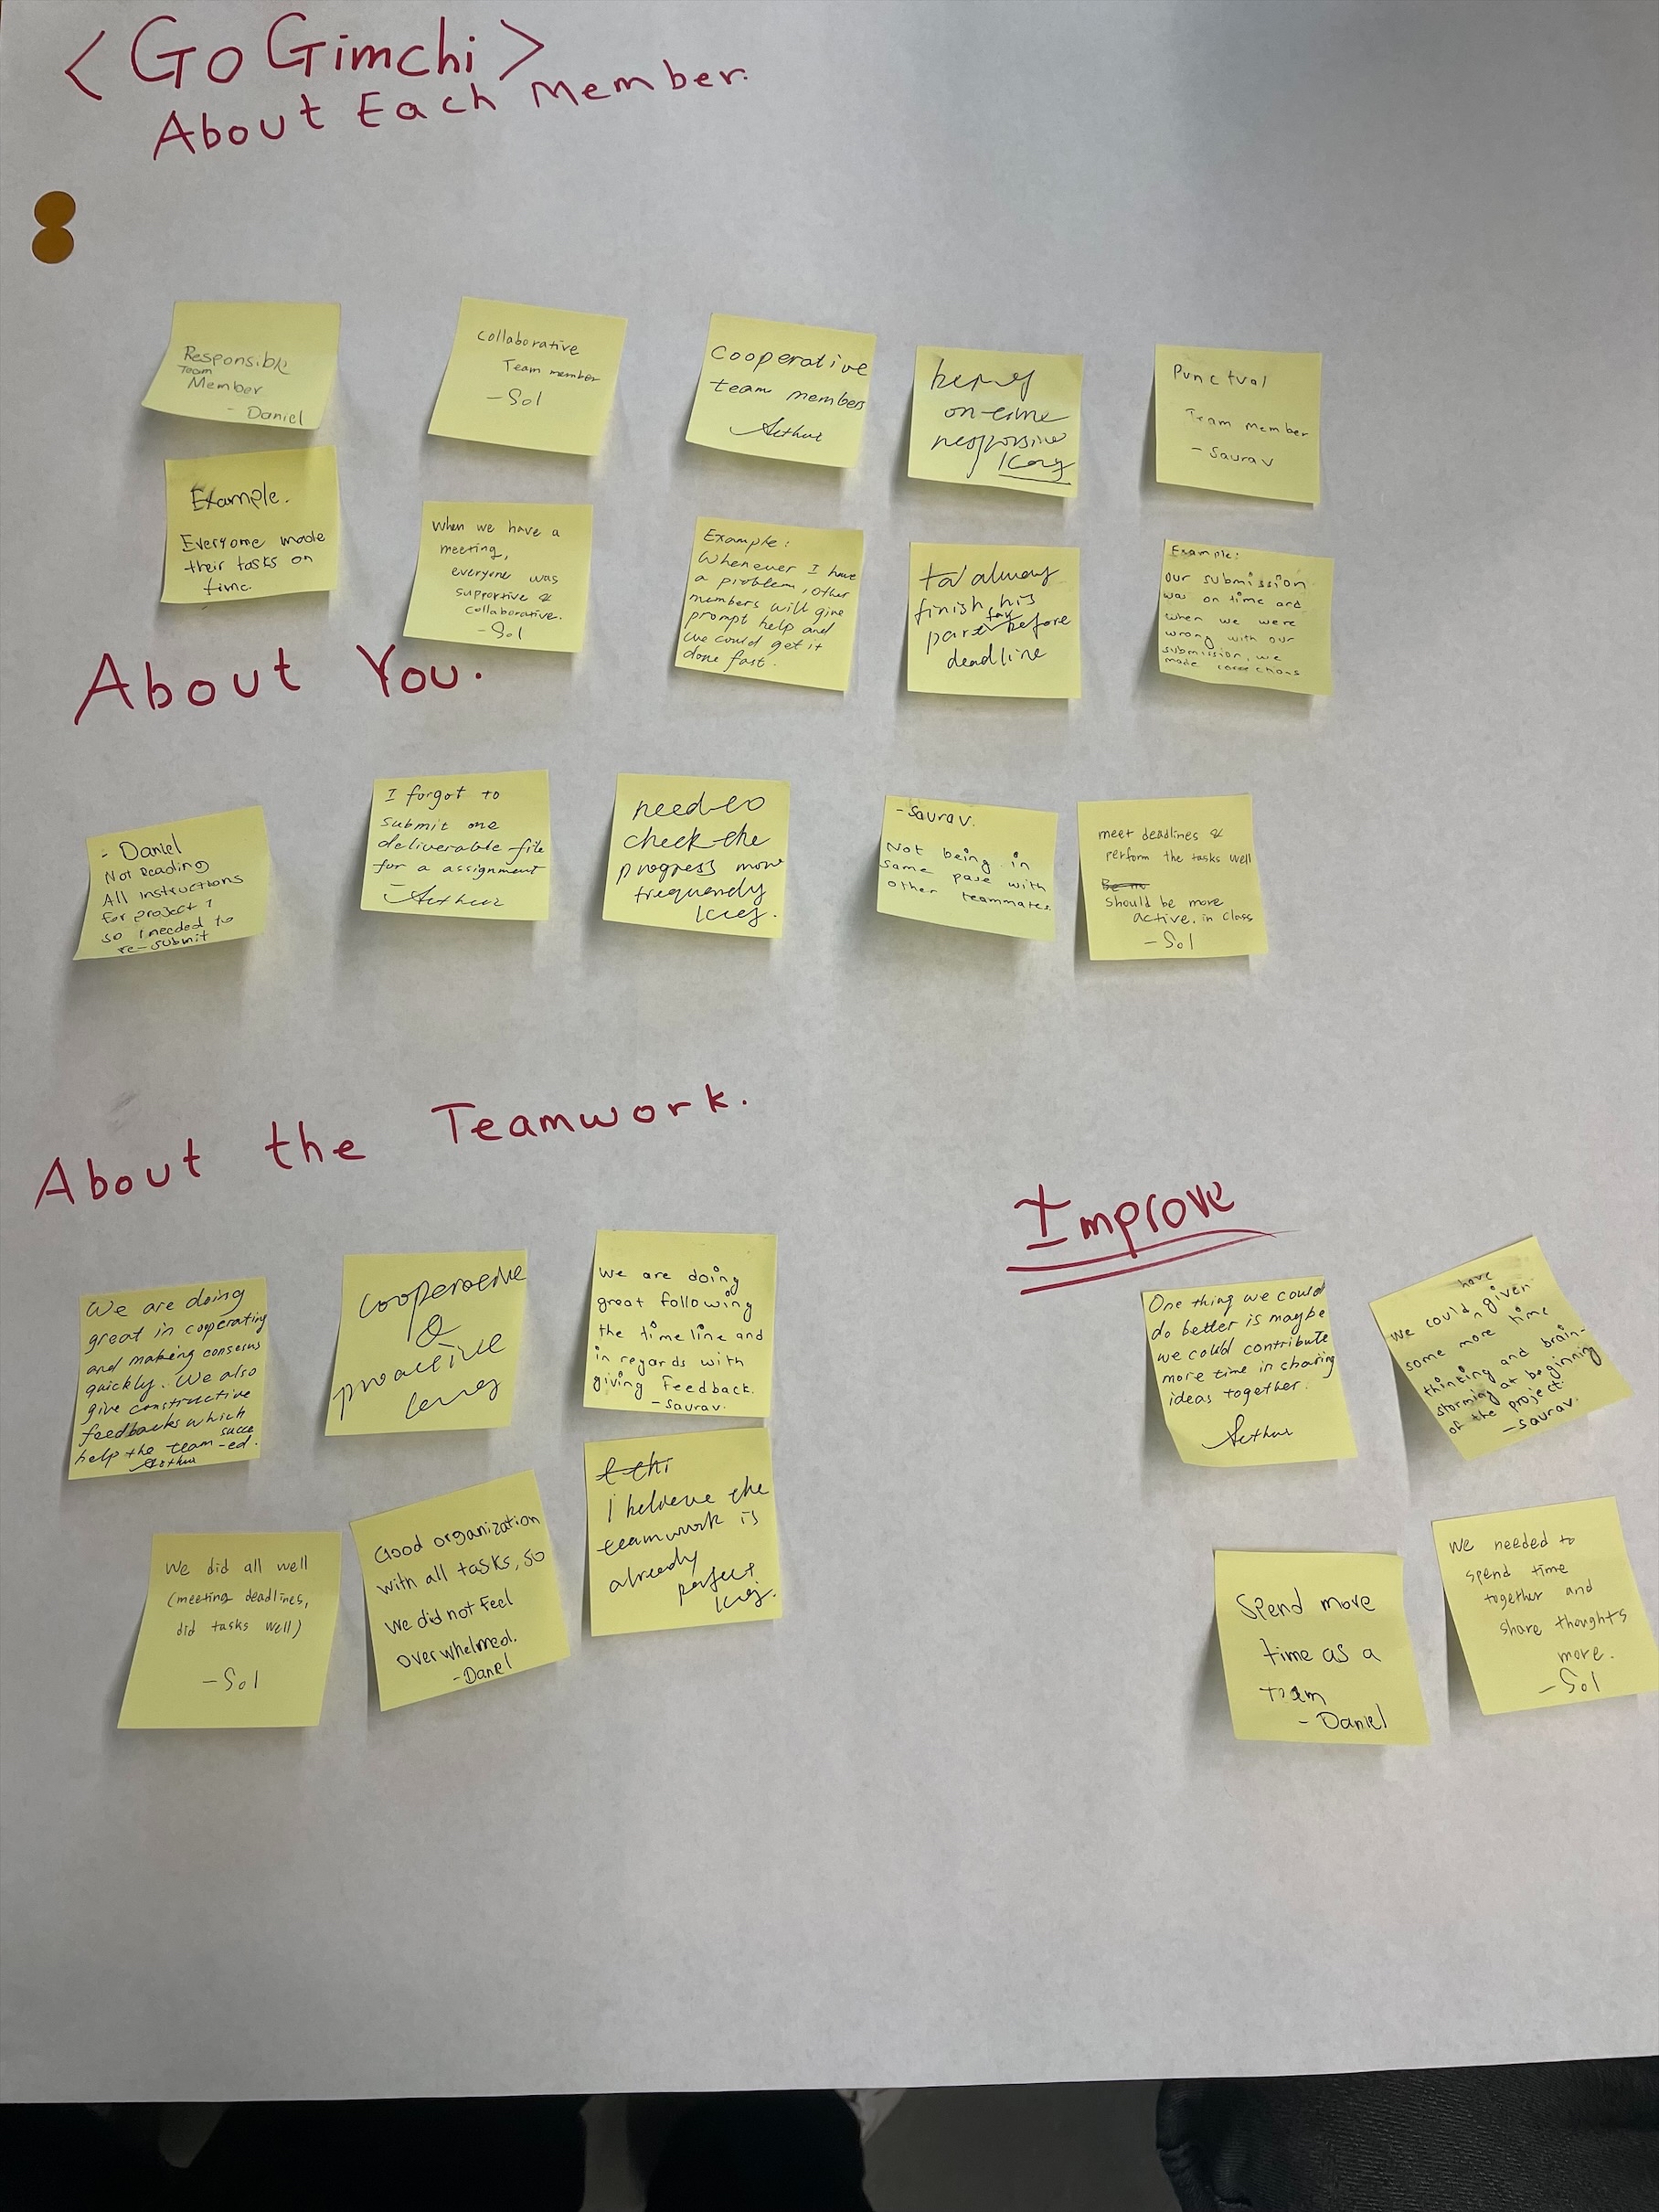 < Go Gimchi >
About Each Member.
Responsible
Team
Member
- Daniel
Collaborative
Team member
- Sol
Cooperative
team members
Arthur
being
on-time
responsive
Punctual
Team member
- Saurav
Example.
Everyone made
their tasks on
time.
When we have a
meeting,
everyone was
supportive &
collaborative.
- Sol
Example:
Whenever I have
a problem, other
members will give
prompt help and
we could get it
done fast.
always
finish his
part before
deadline
Example:
Our submission
was on time and
when we were
wrong with our
submission, we
made corrections
About You.
- Daniel
Not Reading
All Instructions
For project 1
so I needed to
re-submit
I forgot to
submit one
deliverable file
for a assignment
- Arthur
need to
check the
progress more
frequently
- Saurav.
Not being in
same pase with
other teammates.
meet deadlines &
perform the tasks well
should be more
active. in class
- Sol
About the Teamwork.
We are doing
great in cooperating
and making consesus
quickly. We also
give constructive
feedbacks which
help the team succe
-ed.
Arthur
cooperative
&
proactive
We are doing
great following
the timeline and
in regards with
giving Feedback.
- Saurav.
We did all well
(meeting deadlines,
did tasks well)
- Sol
Good organization
with all tasks, so
we did not feel
overwhelmed.
- Daniel
I believe the
teamwork is
already
perfect
Improve
One thing we could
do better is maybe
we could contribute
more time in sharing
ideas together.
Arthur
have
We could given
some more time
thinking and brain-
storming at beginning
of the project.
- Saurav.
Spend more
time as a
team
- Daniel
We needed to
spend time
together and
share thoughts
more.
- Sol